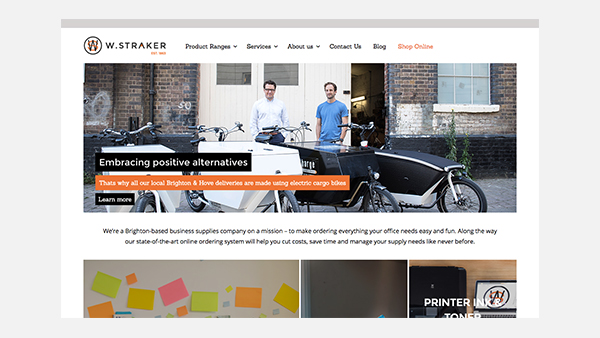 W.STRAKER
EST. 1863
Product Ranges Services About us Contact Us Blog Shop Online
Embracing positive alternatives
Thats why all our local Brighton & Hove deliveries are made using electric cargo bikes
Learn more
We're a Brighton-based business supplies company on a mission – to make ordering everything your office needs easy and fun. Along the way
our state-of-the-art online ordering system will help you cut costs, save time and manage your supply needs like never before.
PRINTER INK &
TONER